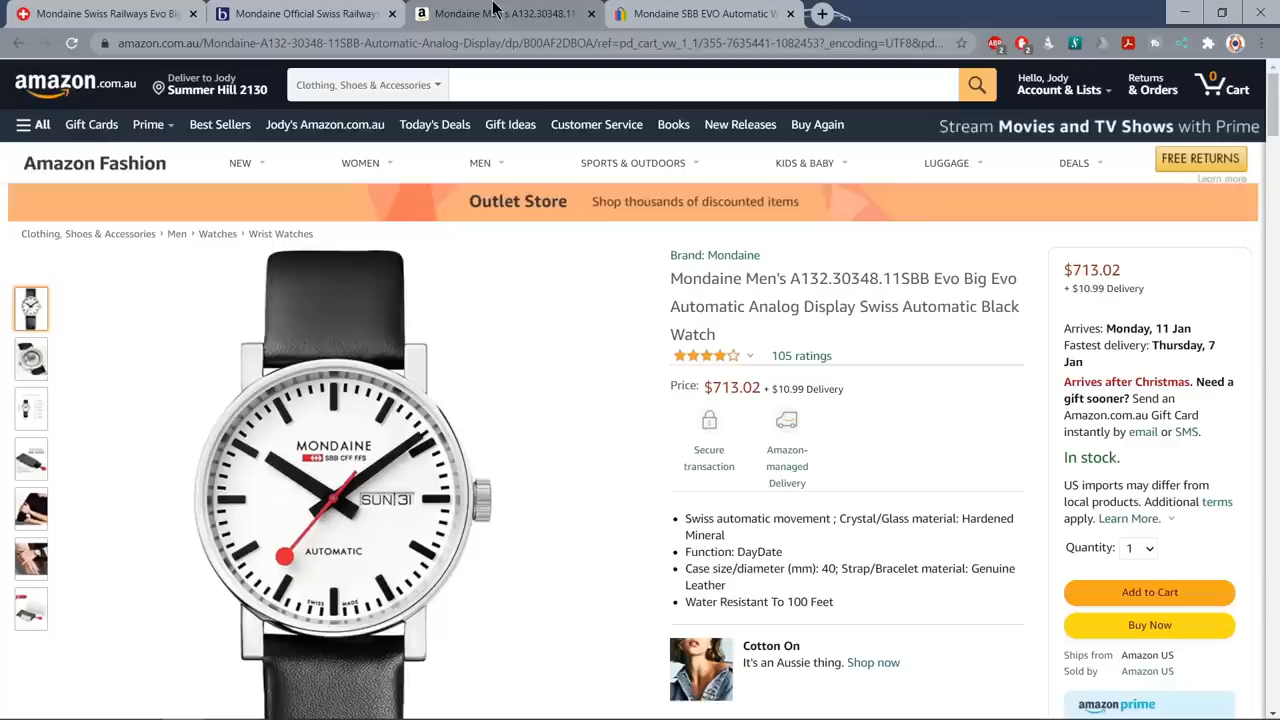 Mondaine Swiss Railways Evo Big
Mondaine Official Swiss Railways
Mondaine Men's A132.30348.11
Mondaine SBB EVO Automatic W
amazon.com.au/Mondaine-A132-30348-11SBB-Automatic-Analog-Display/dp/B00AF2DBOA/ref=pd_cart_vw_1_1/355-7635441-1082453?_encoding=UTF8&pd...
amazon.com.au
Deliver to Jody
Summer Hill 2130
Clothing, Shoes & Accessories
Hello, Jody
Account & Lists
Returns
& Orders
0
Cart
All
Gift Cards
Prime
Best Sellers
Jody's Amazon.com.au
Today's Deals
Gift Ideas
Customer Service
Books
New Releases
Buy Again
Stream Movies and TV Shows with Prime
Amazon Fashion
NEW
WOMEN
MEN
SPORTS & OUTDOORS
KIDS & BABY
LUGGAGE
DEALS
FREE RETURNS
Learn more
Outlet Store
Shop thousands of discounted items
Clothing, Shoes & Accessories › Men › Watches › Wrist Watches
MONDAINE
SBB CFF FFS
SUN 31
AUTOMATIC
SWISS MADE
Brand: Mondaine
Mondaine Men's A132.30348.11SBB Evo Big Evo
Automatic Analog Display Swiss Automatic Black
Watch
105 ratings
Price: $713.02 + $10.99 Delivery
Secure
transaction
Amazon-
managed
Delivery
• Swiss automatic movement ; Crystal/Glass material: Hardened
Mineral
• Function: DayDate
• Case size/diameter (mm): 40; Strap/Bracelet material: Genuine
Leather
• Water Resistant To 100 Feet
Cotton On
It's an Aussie thing. Shop now
$713.02
+ $10.99 Delivery
Arrives: Monday, 11 Jan
Fastest delivery: Thursday, 7
Jan
Arrives after Christmas. Need a
gift sooner? Send an
Amazon.com.au Gift Card
instantly by email or SMS.
In stock.
US imports may differ from
local products. Additional terms
apply. Learn More.
Quantity: 1
Add to Cart
Buy Now
Ships from Amazon US
Sold by Amazon US
amazon prime